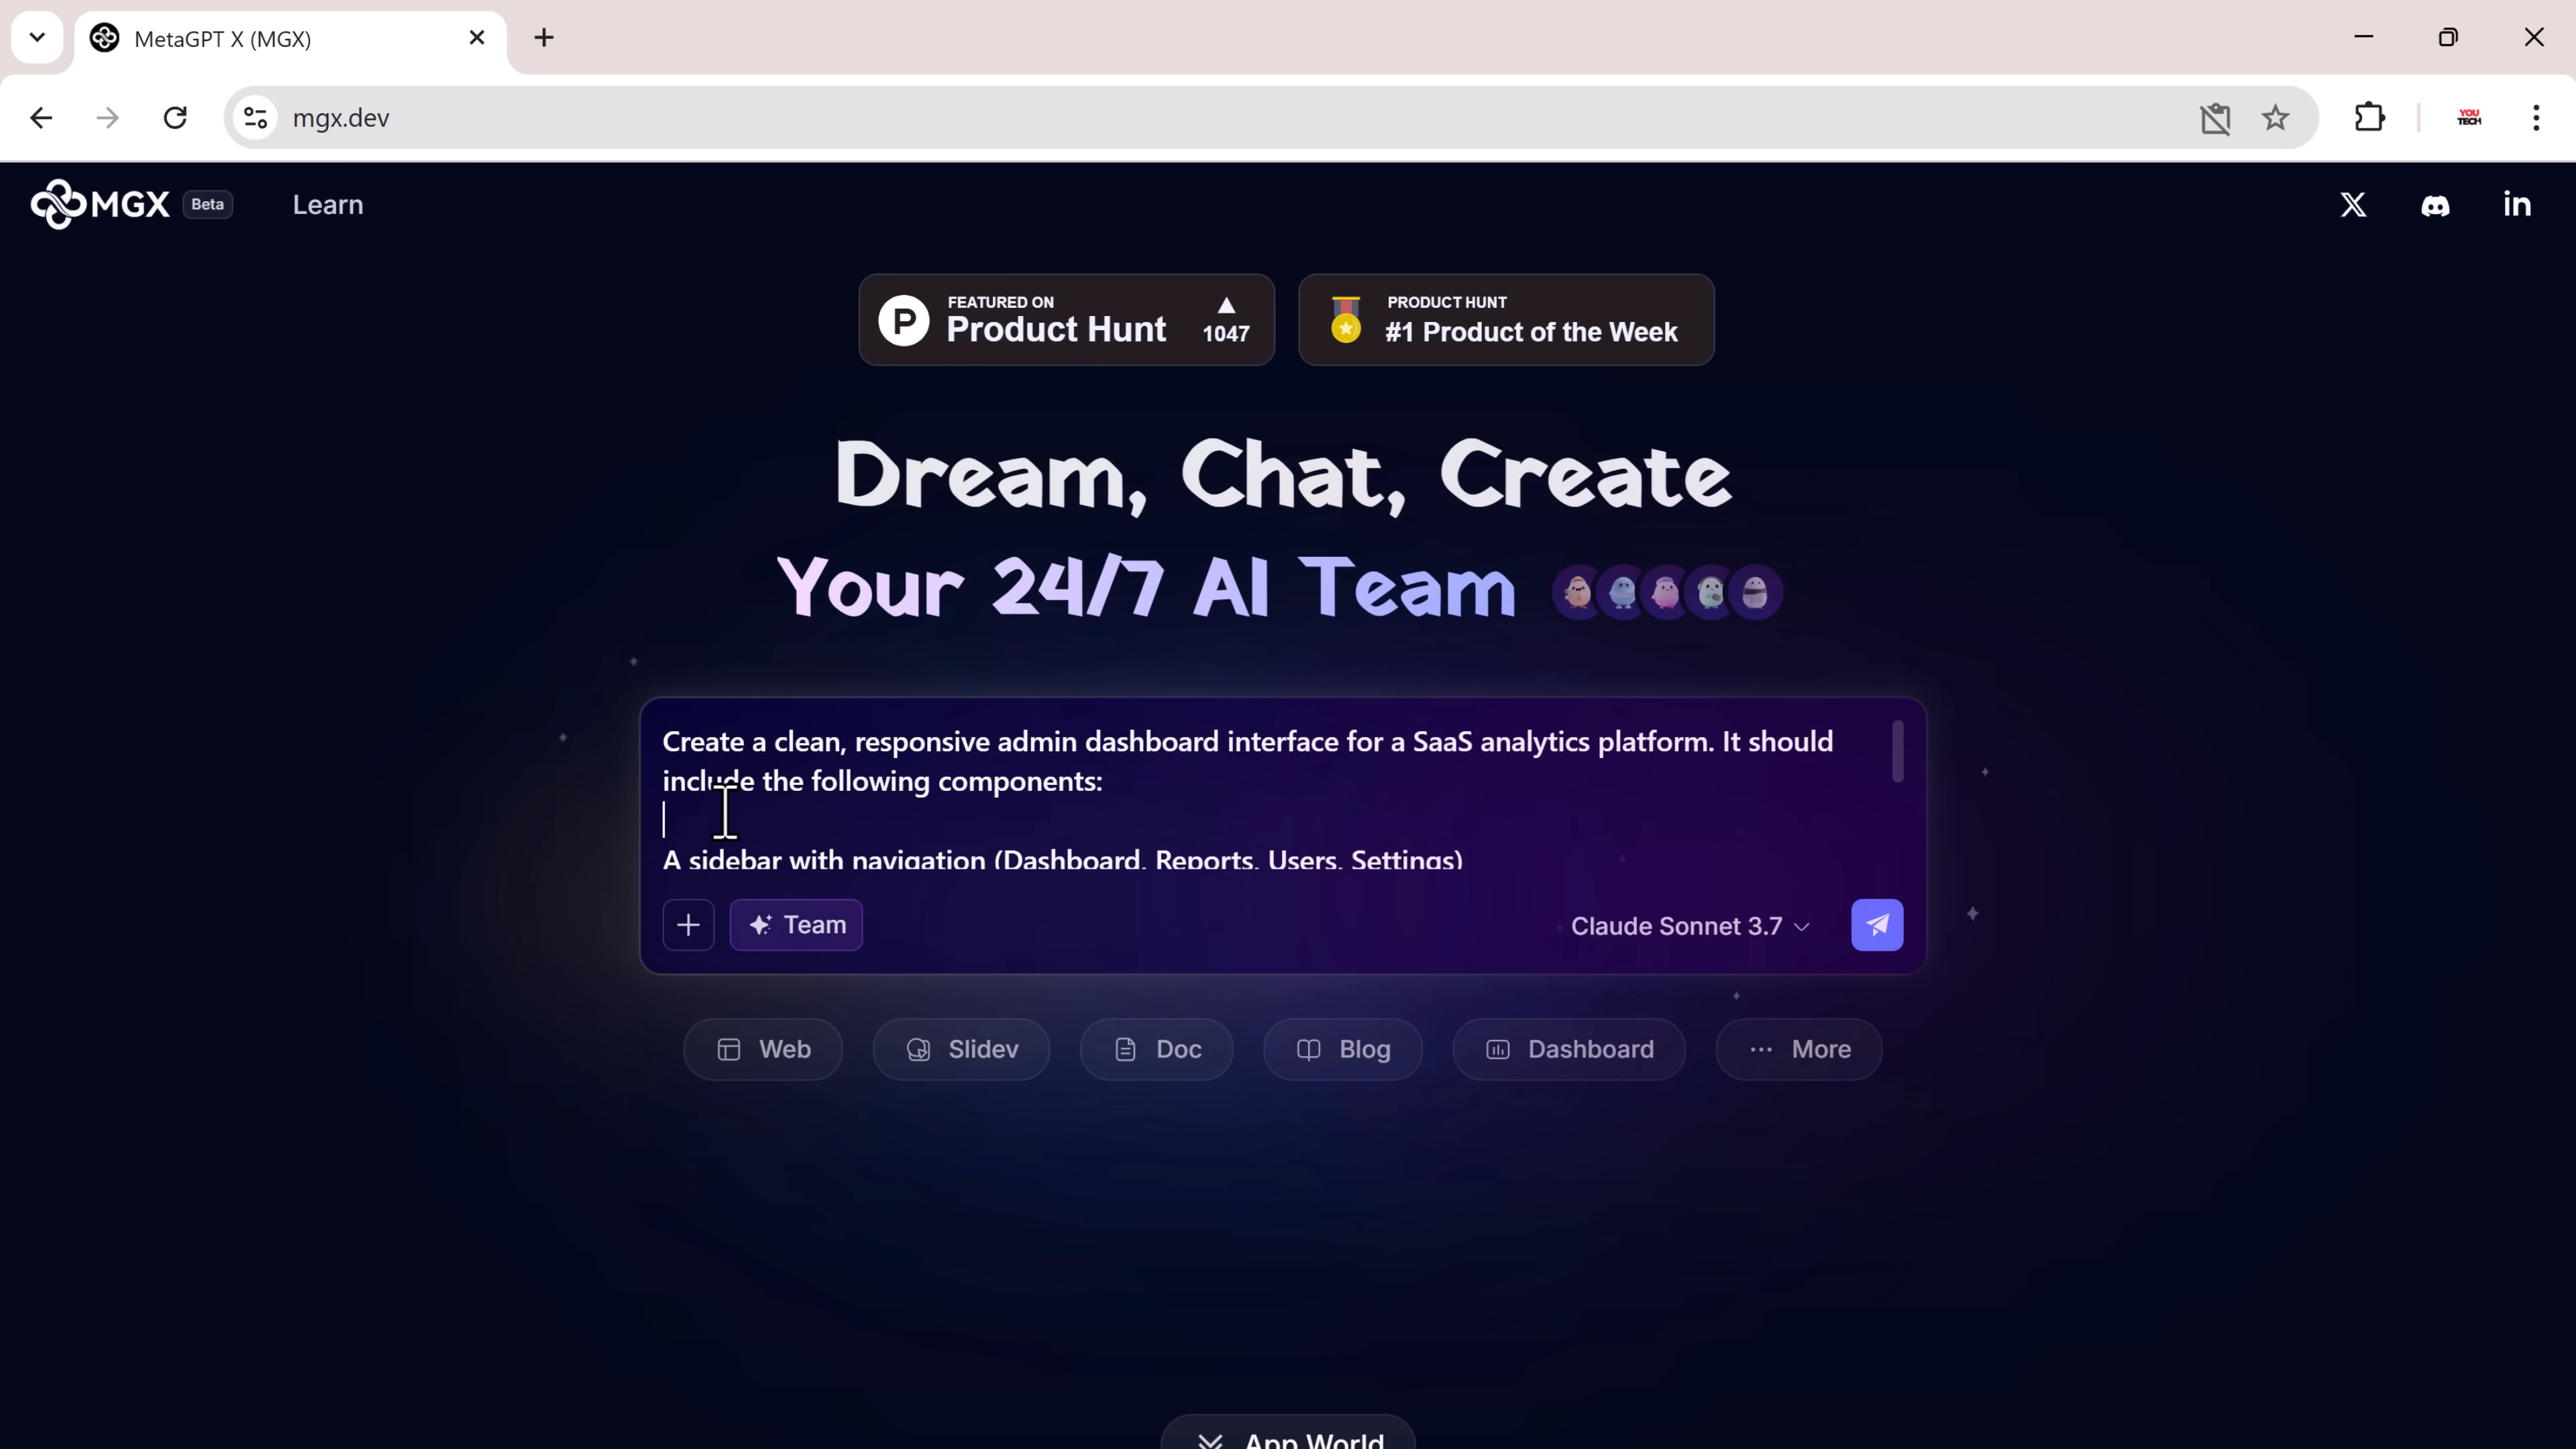 MetaGPT X (MGX)
mgx.dev
YOU
TECH
MGX Beta Learn
FEATURED ON
Product Hunt
1047
PRODUCT HUNT
#1 Product of the Week
Dream, Chat, Create
Your 24/7 AI Team
Create a clean, responsive admin dashboard interface for a SaaS analytics platform. It should
include the following components:
A sidebar with navigation (Dashboard, Reports, Users, Settings)
Team
Claude Sonnet 3.7
Web Slidev Doc Blog Dashboard More
App World